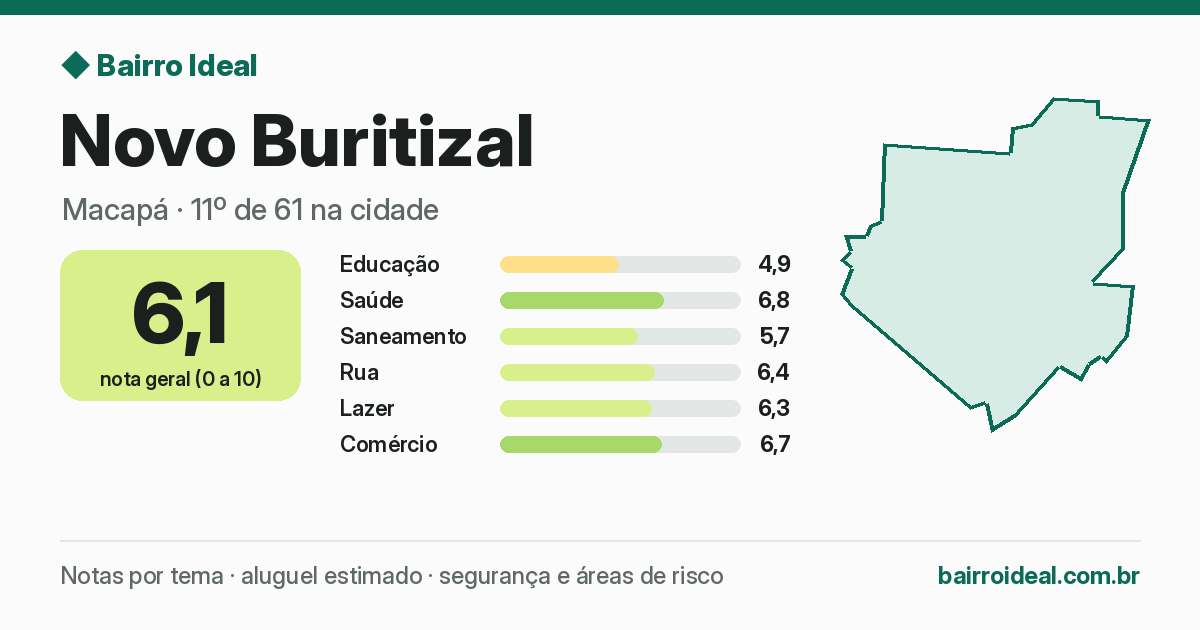 Bairro Ideal
Novo Buritizal
Macapá · 11º de 61 na cidade
6,1
nota geral (0 a 10)
Educação 4,9
Saúde 6,8
Saneamento 5,7
Rua 6,4
Lazer 6,3
Comércio 6,7
Notas por tema · aluguel estimado · segurança e áreas de risco
bairroideal.com.br